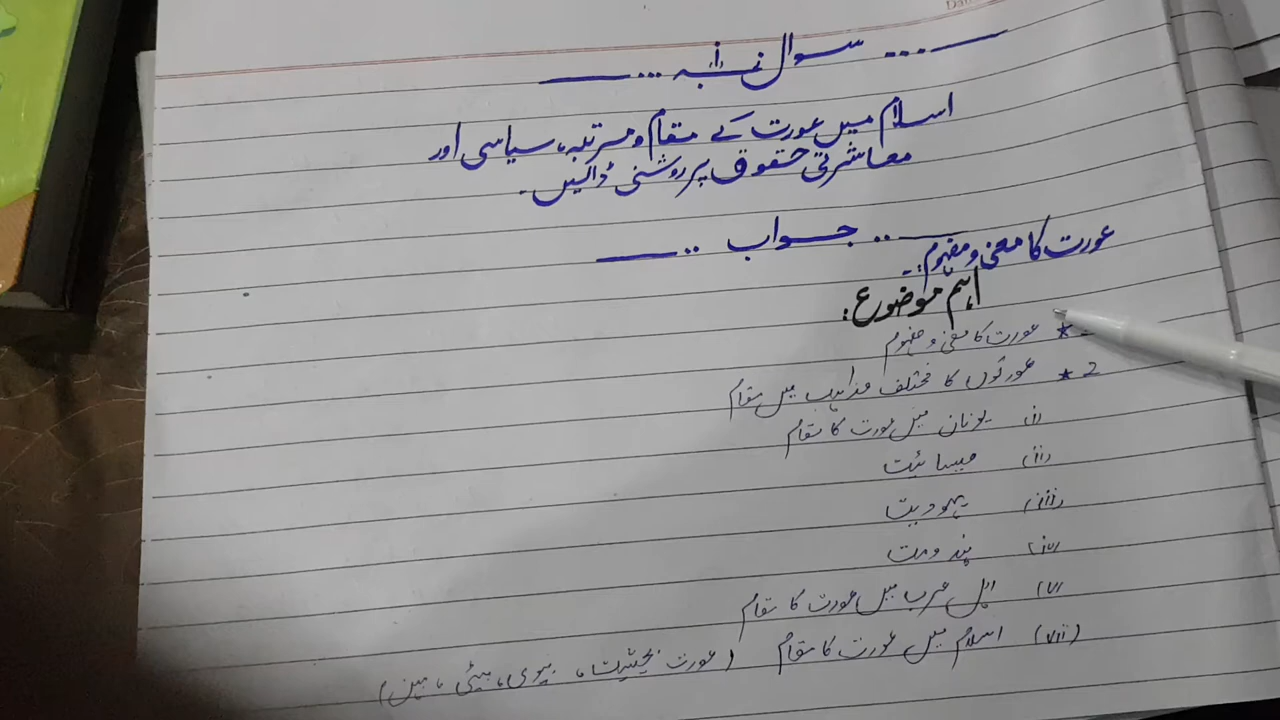 سوال نمبر 1
اسلام میں عورت کے مقام و مرتبہ، سیاسی اور
معاشرتی حقوق پر روشنی ڈالیں۔
جواب
عورت کا معنی و مفہوم:۔
اہم موضوع:
★ عورت کا معنی و مفہوم
2 ★ عورتوں کا مختلف مذاہب میں مقام
(i) یونان میں عورت کا مقام
(ii) عیسائیت
(iii) یہودیت
(iv) ہندومت
(v) اہل عرب میں عورت کا مقام
(vii) اسلام میں عورت کا مقام (عورت بحیثیت، بیوی، بیٹی، بہن)